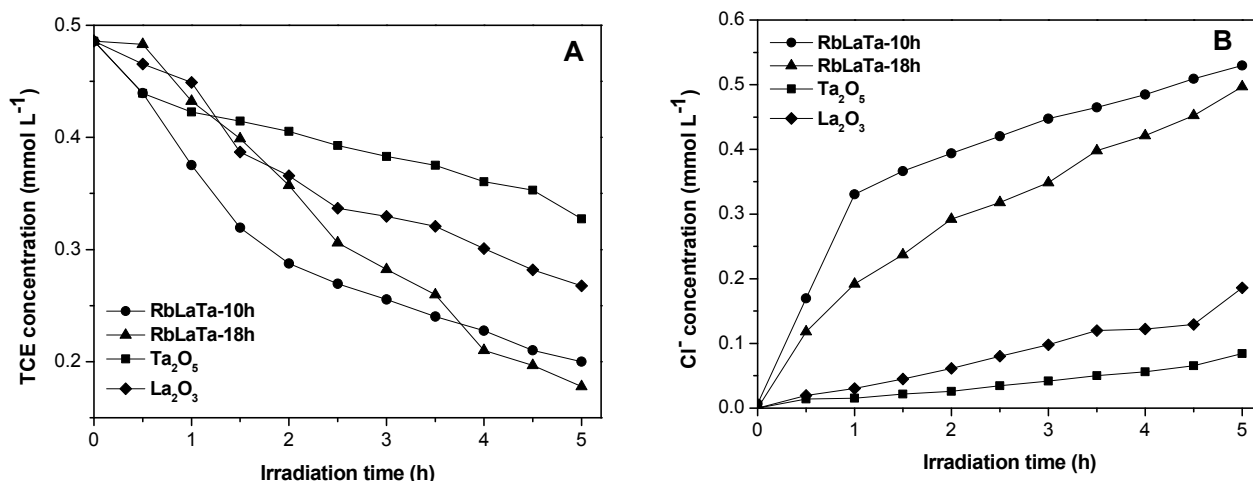 A
TCE concentration (mmol L⁻¹)
0.5
0.4
0.3
0.2
RbLaTa-10h
RbLaTa-18h
Ta₂O₅
La₂O₃
0 1 2 3 4 5
Irradiation time (h)
B
Cl⁻ concentration (mmol L⁻¹)
0.6
0.5
0.4
0.3
0.2
0.1
0.0
RbLaTa-10h
RbLaTa-18h
Ta₂O₅
La₂O₃
0 1 2 3 4 5
Irradiation time (h)